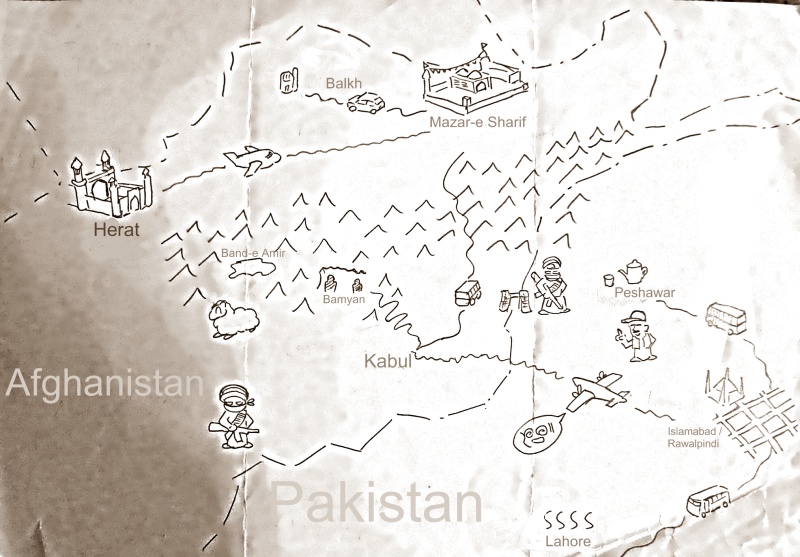 Balkh
Mazar-e Sharif
Herat
Band-e Amir
Bamyan
Peshawar
Kabul
Afghanistan
Islamabad /
Rawalpindi
Pakistan
Lahore